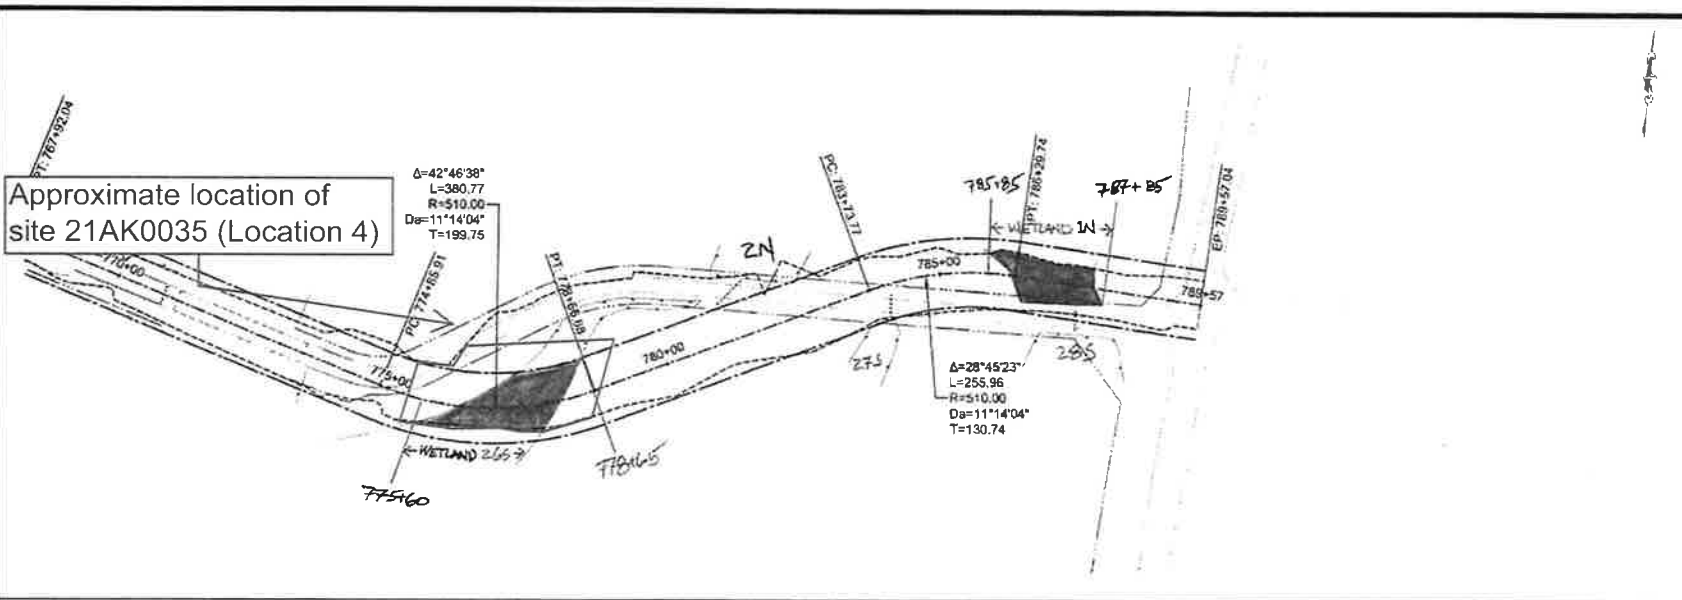 PT: 767+92.04
Approximate location of
site 21AK0035 (Location 4)
770+00
Δ=42°46'38"
L=380.77
R=510.00
Da=11°14'04"
T=199.75
PC: 774+85.91
775+00
PT: 778+66.68
2N
780+00
PC: 783+73.77
785+00
785+85
PT: 786+29.74
787+85
WETLAND 1N
EP: 789+57.04
789+57
27S
28S
Δ=28°45'23"
L=255.96
R=510.00
Da=11°14'04"
T=130.74
WETLAND 26S
778+65
775+60